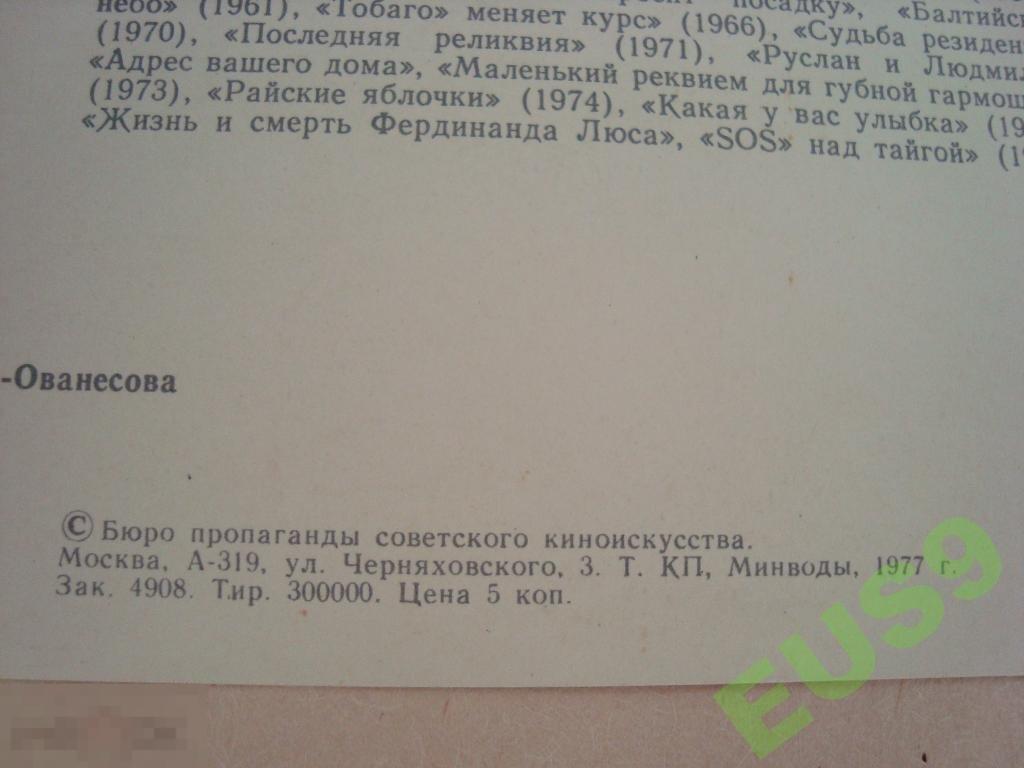 небо» (1961), посадку», «Балтийск
«Тобаго» меняет курс» (1966), «Судьба резиден
(1970), «Последняя реликвия» (1971), «Руслан и Людмил
«Адрес вашего дома», «Маленький реквием для губной гармош
(1973), «Райские яблочки» (1974), «Какая у вас улыбка» (19
«Жизнь и смерть Фердинанда Люса», «SOS» над тайгой» (1
-Ованесова
© Бюро пропаганды советского киноискусства.
Москва, А-319, ул. Черняховского, 3. Т. КП, Минводы, 1977 г.
Зак. 4908. Тир. 300000. Цена 5 коп.
EUS9